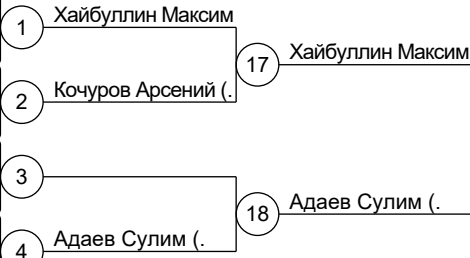 1 Хайбуллин Максим
17 Хайбуллин Максим
2 Кочуров Арсений (.
3
18 Адаев Сулим (.
4 Адаев Сулим (.